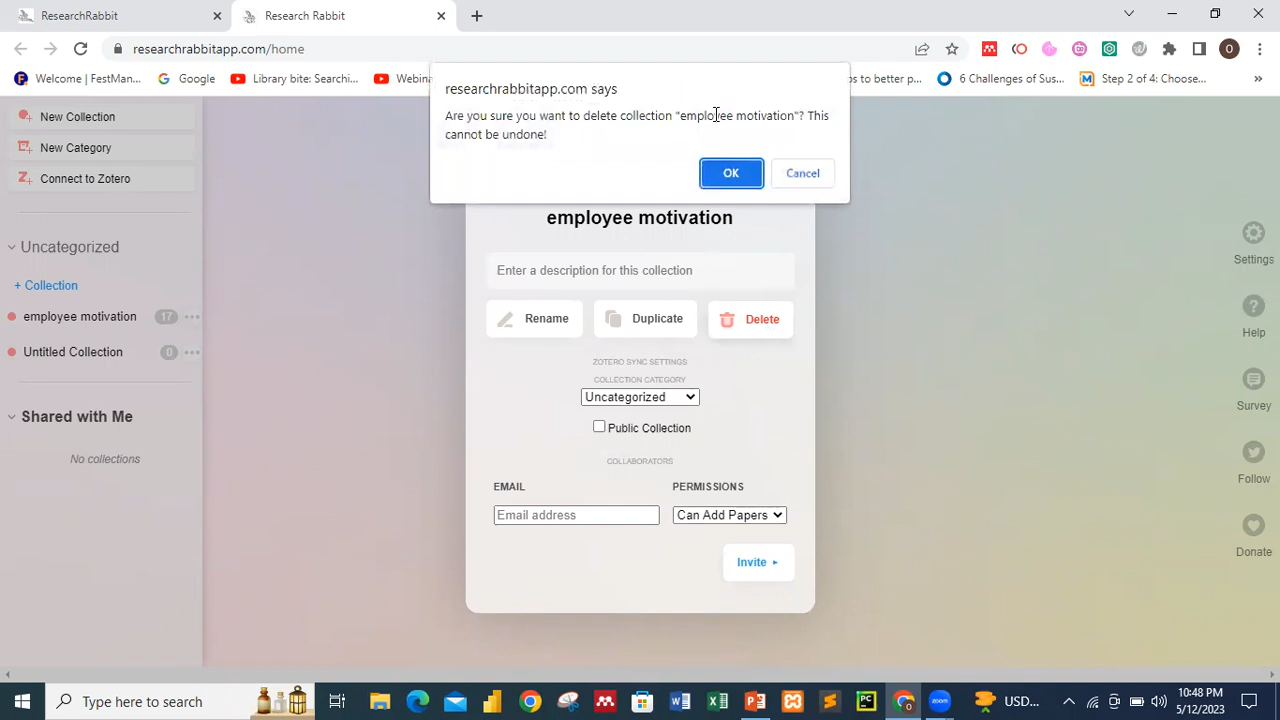 ResearchRabbit
Research Rabbit
researchrabbitapp.com/home
Welcome | FestMan...
Google
Library bite: Searchi...
Webina
ps to better p...
6 Challenges of Sus...
Step 2 of 4: Choose...
researchrabbitapp.com says
Are you sure you want to delete collection "employee motivation"? This
cannot be undone!
OK
Cancel
New Collection
New Category
Connect to Zotero
Uncategorized
+ Collection
employee motivation 17
Untitled Collection 0
Shared with Me
No collections
employee motivation
Enter a description for this collection
Rename
Duplicate
Delete
ZOTERO SYNC SETTINGS
COLLECTION CATEGORY
Uncategorized
Public Collection
COLLABORATORS
EMAIL
PERMISSIONS
Email address
Can Add Papers
Invite
Settings
Help
Survey
Follow
Donate
Type here to search
USD...
10:48 PM
5/12/2023